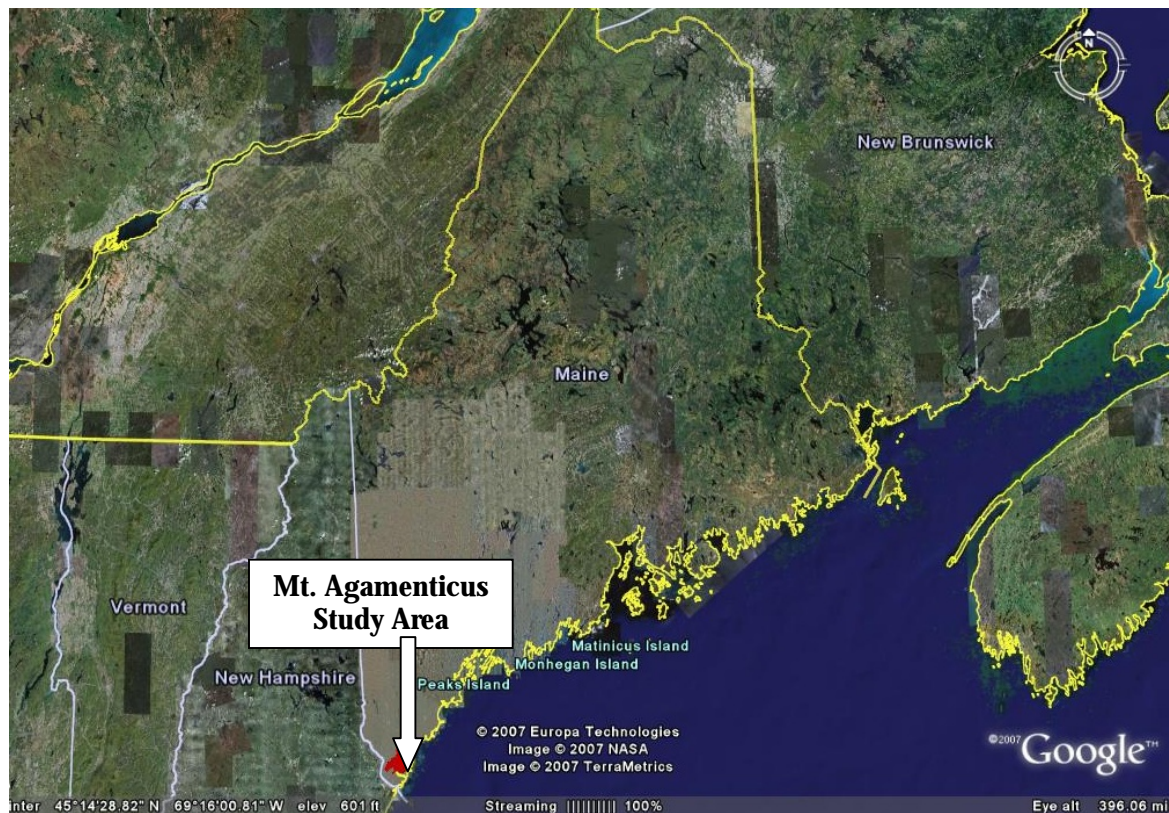 N
New Brunswick
Maine
Mt. Agamenticus
Study Area
Vermont
New Hampshire
Matinicus Island
Monhegan Island
Peaks Island
© 2007 Europa Technologies
Image © 2007 NASA
Image © 2007 TerraMetrics
©2007 Google™
inter 45°14'28.82" N 69°16'00.81" W elev 601 ft Streaming |||||||||| 100% Eye alt 396.06 mi